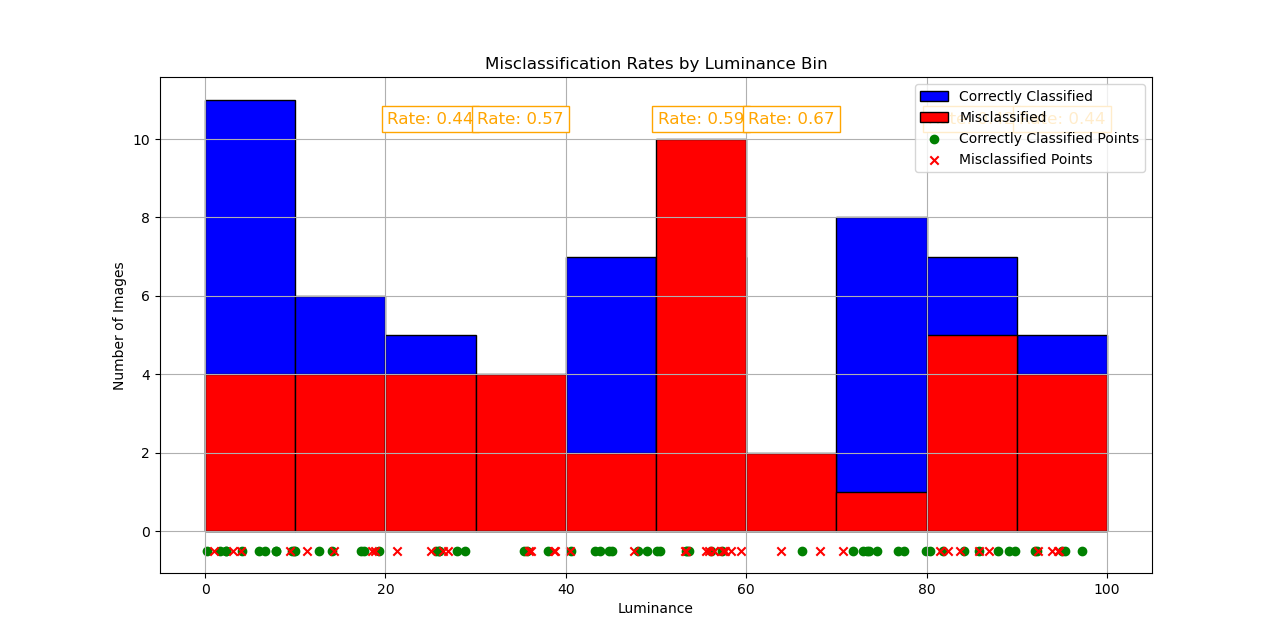 Misclassification Rates by Luminance Bin
Rate: 0.44
Rate: 0.57
Rate: 0.59
Rate: 0.67
0.44
Correctly Classified
Misclassified
Correctly Classified Points
Misclassified Points
Number of Images
10
8
6
4
2
0
0
20
40
60
80
100
Luminance